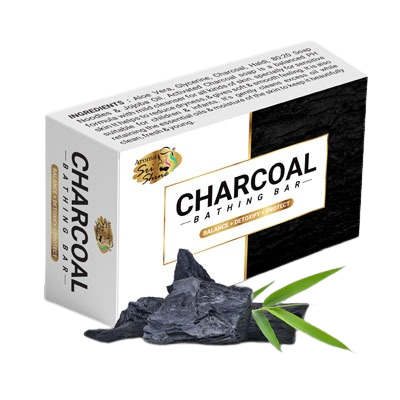 INGREDIENTS : Aloe Vera, Glycerine, Charcoal, Haldi, 80:20 Soap
Noodles & Jojoba Oil. Activated Charcoal soap is a balanced PH
formula with mild cleanser for all kinds of skin, specially for sensitive
skin it helps to reduce dryness, & gives soft & smooth feeling. It is also
suitable for children & infants. It's gently cleans excess oil while
retaining the essential oils & moisture of the skin to keep it beautifully
clean, fresh & young.
Aroma
Sri
Shine
CHARCOAL
BATHING BAR
BALANCE • DETOXIFY • PROTECT
CHARCOAL
BATHING BAR
BALANCE • DETOXIFY • PROTECT